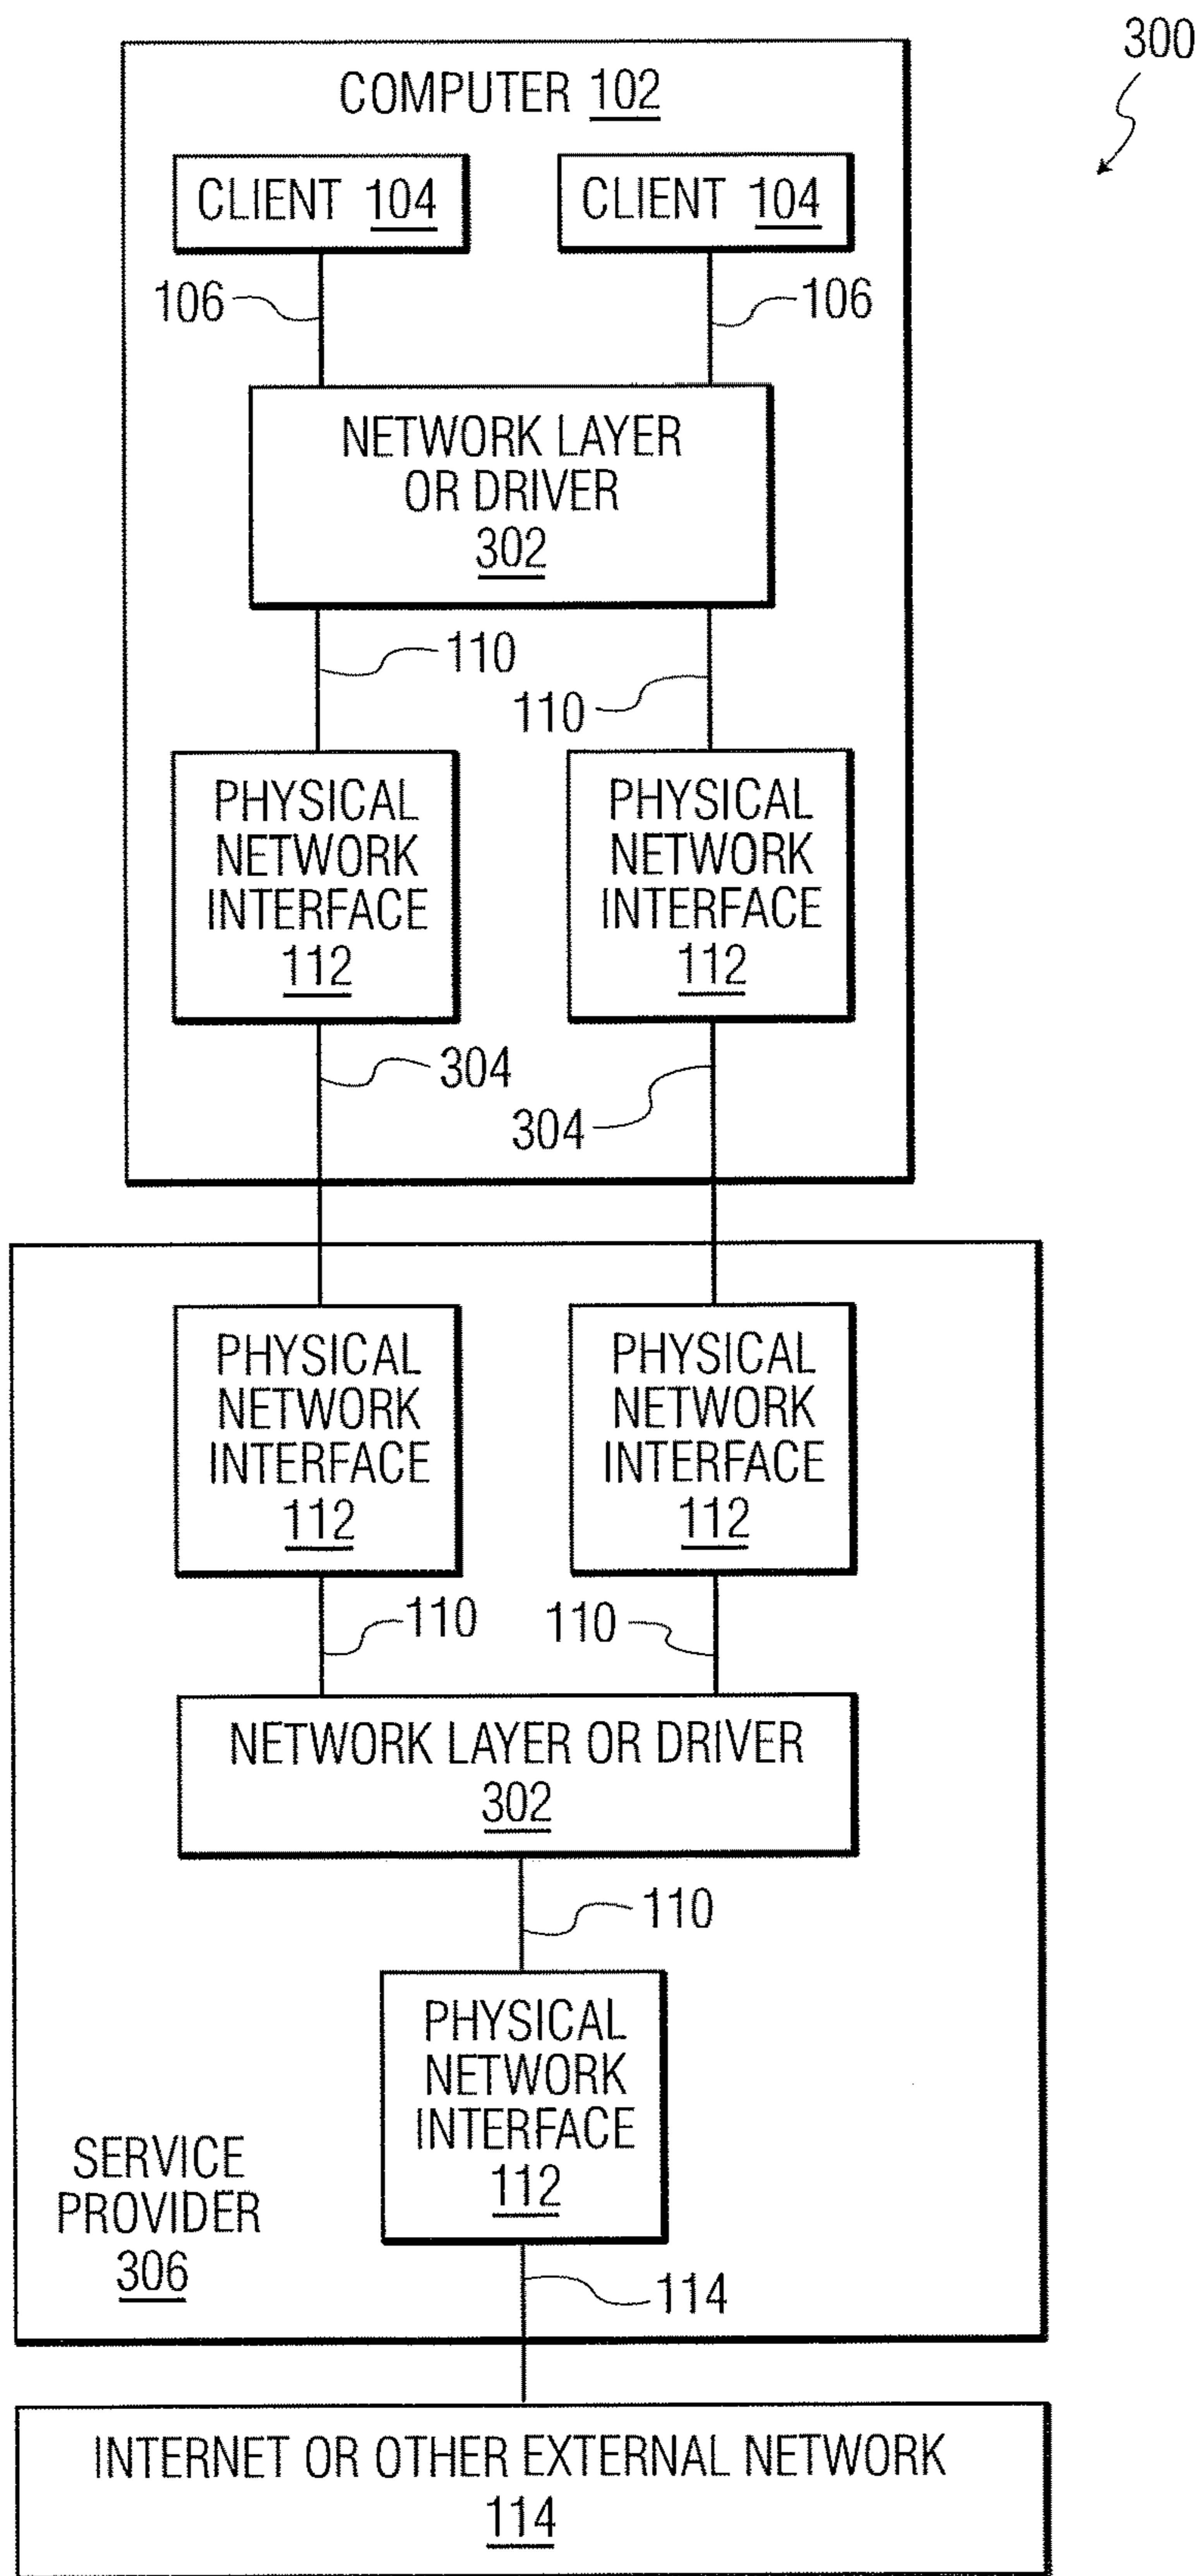 300
COMPUTER 102
CLIENT 104
CLIENT 104
106
106
NETWORK LAYER
OR DRIVER
302
110
110
PHYSICAL
NETWORK
INTERFACE
112
PHYSICAL
NETWORK
INTERFACE
112
304
304
PHYSICAL
NETWORK
INTERFACE
112
PHYSICAL
NETWORK
INTERFACE
112
110
110
NETWORK LAYER OR DRIVER
302
110
PHYSICAL
NETWORK
INTERFACE
112
SERVICE
PROVIDER
306
114
INTERNET OR OTHER EXTERNAL NETWORK
114